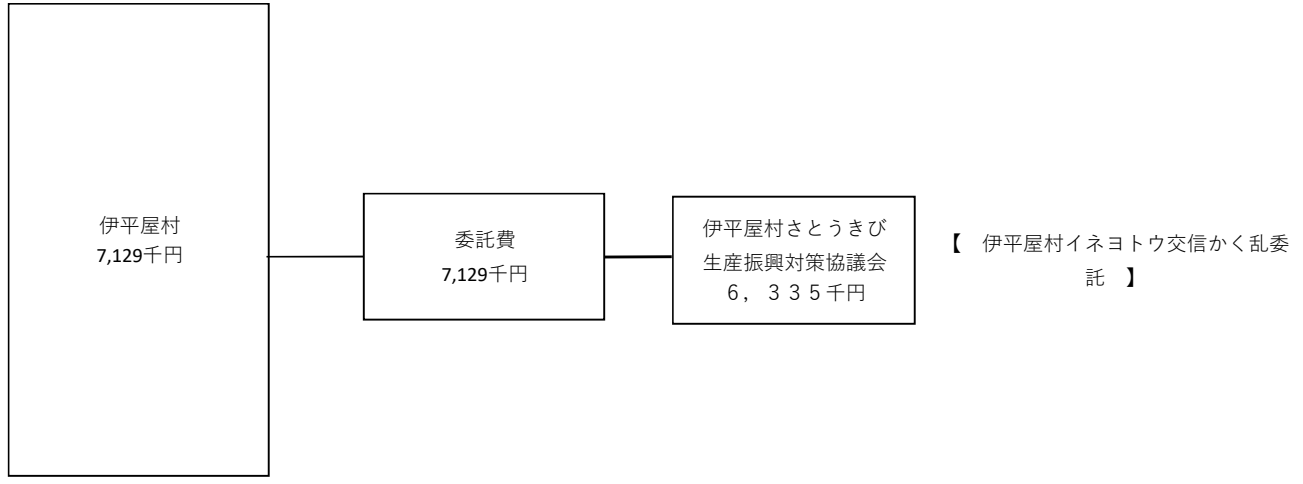 伊平屋村
7,129千円
委託費
7,129千円
伊平屋村さとうきび
生産振興対策協議会
６，３３５千円
【　伊平屋村イネヨトウ交信かく乱委
託　】